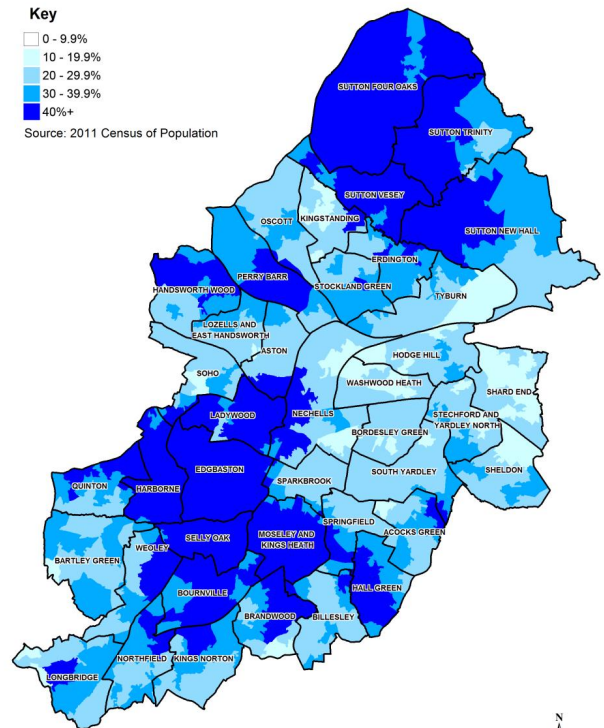 Key
0 - 9.9%
10 - 19.9%
20 - 29.9%
30 - 39.9%
40%+
Source: 2011 Census of Population
SUTTON FOUR OAKS
SUTTON TRINITY
SUTTON VESEY
OSCOTT
KINGSTANDING
SUTTON NEW HALL
ERDINGTON
PERRY BARR
HANDSWORTH WOOD
STOCKLAND GREEN
TYBURN
LOZELLS AND
EAST HANDSWORTH
ASTON
HODGE HILL
SOHO
WASHWOOD HEATH
SHARD END
LADYWOOD
NECHELLS
STECHFORD AND
YARDLEY NORTH
BORDESLEY GREEN
EDGBASTON
SOUTH YARDLEY
SHELDON
QUINTON
HARBORNE
SPARKBROOK
SPRINGFIELD
ACOCKS GREEN
SELLY OAK
MOSELEY AND
KINGS HEATH
WEOLEY
BARTLEY GREEN
HALL GREEN
BOURNVILLE
BRANDWOOD
BILLESLEY
NORTHFIELD
KINGS NORTON
LONGBRIDGE
N